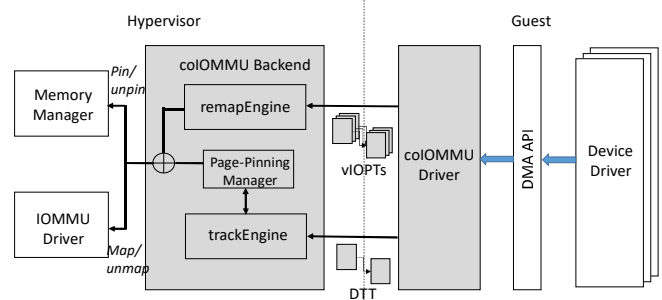 Hypervisor
Guest
coIOMMU Backend
Pin/
unpin
Memory
Manager
remapEngine
Page-Pinning
Manager
vIOPTs
coIOMMU
Driver
DMA API
Device
Driver
IOMMU
Driver
trackEngine
Map/
unmap
DTT